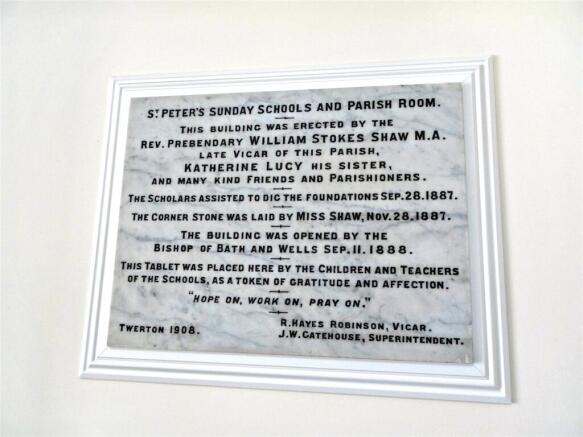 ST. PETER'S SUNDAY SCHOOLS AND PARISH ROOM.
THIS BUILDING WAS ERECTED BY THE
REV. PREBENDARY WILLIAM STOKES SHAW M.A.
LATE VICAR OF THIS PARISH,
KATHERINE LUCY HIS SISTER,
AND MANY KIND FRIENDS AND PARISHIONERS.
THE SCHOLARS ASSISTED TO DIG THE FOUNDATIONS SEP. 28. 1887.
THE CORNER STONE WAS LAID BY MISS SHAW, NOV. 28. 1887.
THE BUILDING WAS OPENED BY THE
BISHOP OF BATH AND WELLS SEP. 11. 1888.
THIS TABLET WAS PLACED HERE BY THE CHILDREN AND TEACHERS
OF THE SCHOOLS, AS A TOKEN OF GRATITUDE AND AFFECTION.
"HOPE ON, WORK ON, PRAY ON."
R. HAYES ROBINSON, VICAR.
TWERTON 1908.
J. W. GATEHOUSE, SUPERINTENDENT.